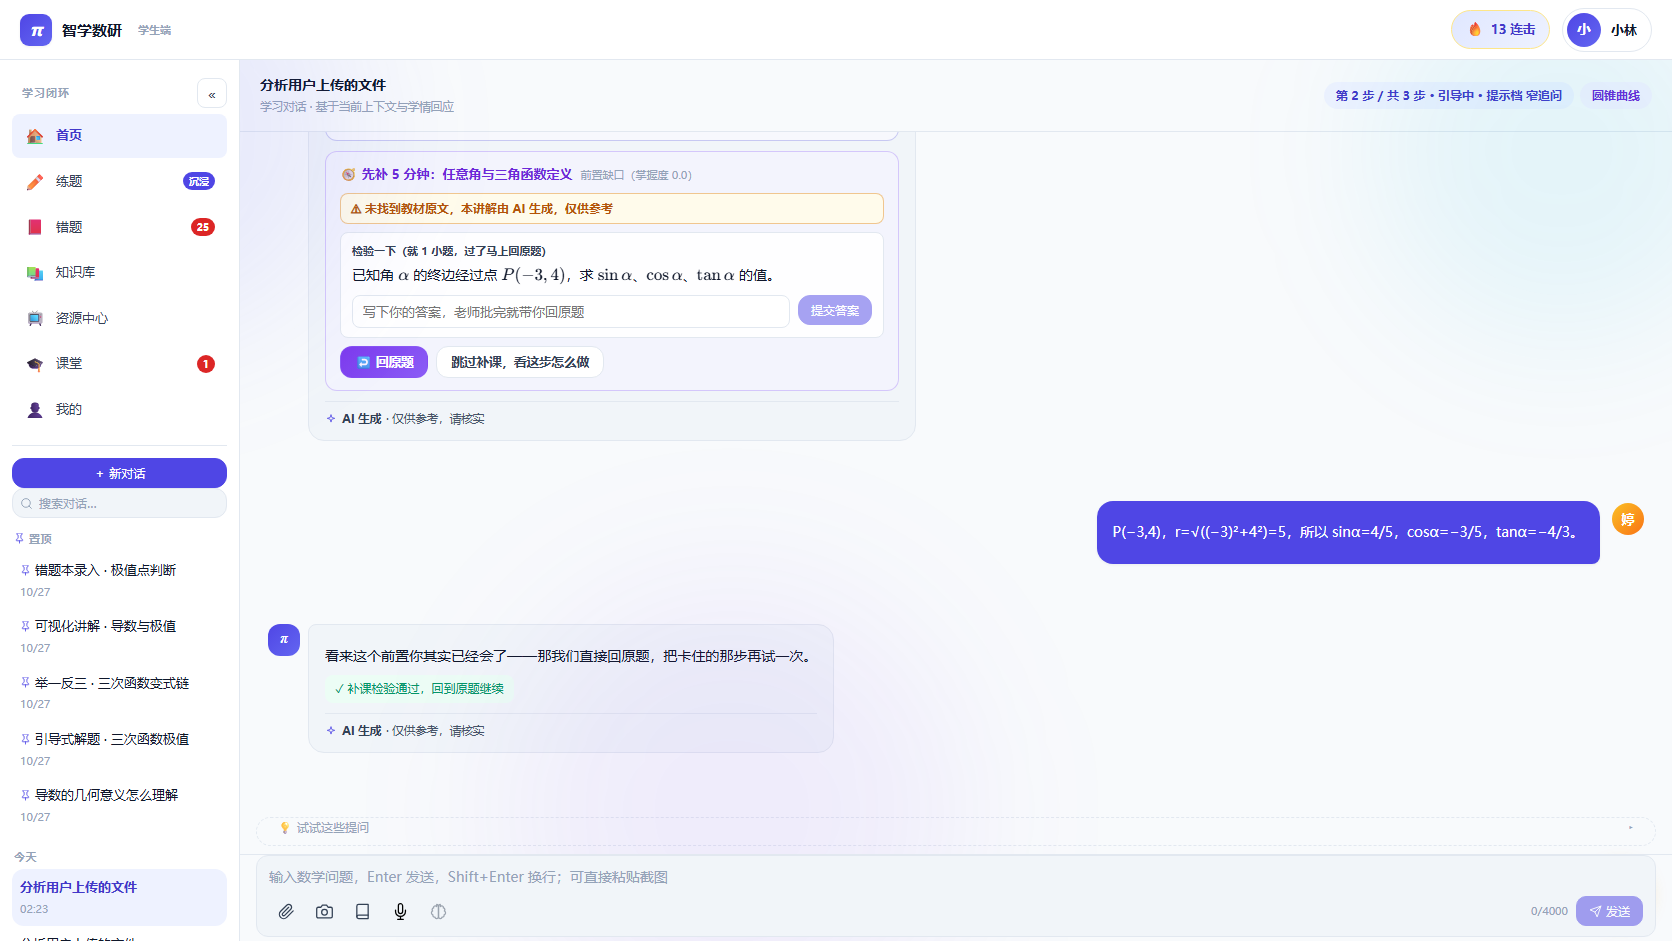 π 智学数研 学生端
13 连击
小 小林
学习闭环
«
首页
练题 沉浸
错题 25
知识库
资源中心
课堂 1
我的
+ 新对话
搜索对话...
置顶
错题本录入 · 极值点判断
10/27
可视化讲解 · 导数与极值
10/27
举一反三 · 三次函数变式链
10/27
引导式解题 · 三次函数极值
10/27
导数的几何意义怎么理解
10/27
今天
分析用户上传的文件
02:23
分析用户上传的文件
分析用户上传的文件
学习对话 · 基于当前上下文与学情回应
第 2 步 / 共 3 步 • 引导中 • 提示档 窄追问
圆锥曲线
先补 5 分钟：任意角与三角函数定义 前置缺口（掌握度 0.0）
⚠ 未找到教材原文，本讲解由 AI 生成，仅供参考
检验一下（就 1 小题，过了马上回原题）
已知角 α 的终边经过点 P(−3, 4)，求 sin α、cos α、tan α 的值。
写下你的答案，老师批完就带你回原题
提交答案
回原题
跳过补课，看这步怎么做
AI 生成 · 仅供参考，请核实
P(−3,4)，r=√((−3)²+4²)=5，所以 sinα=4/5，cosα=−3/5，tanα=−4/3。
婷
π
看来这个前置你其实已经会了——那我们直接回原题，把卡住的那步再试一次。
✓ 补课检验通过，回到原题继续
AI 生成 · 仅供参考，请核实
试试这些提问
输入数学问题，Enter 发送，Shift+Enter 换行；可直接粘贴截图
0/4000
发送